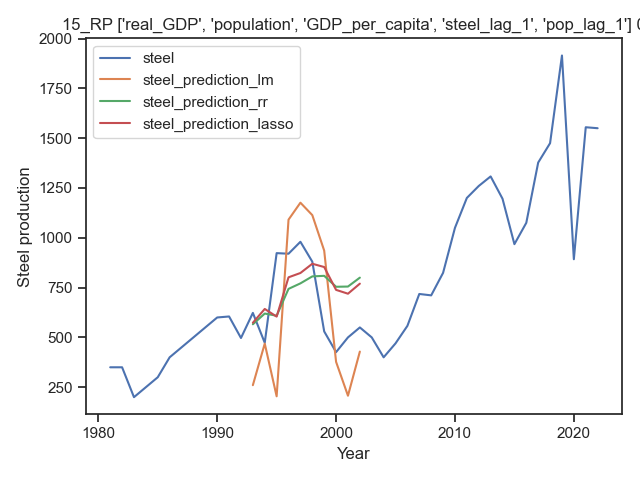 15_RP ['real_GDP', 'population', 'GDP_per_capita', 'steel_lag_1', 'pop_lag_1'] 0
steel
steel_prediction_lm
steel_prediction_rr
steel_prediction_lasso
Steel production
2000
1750
1500
1250
1000
750
500
250
1980
1990
2000
2010
2020
Year